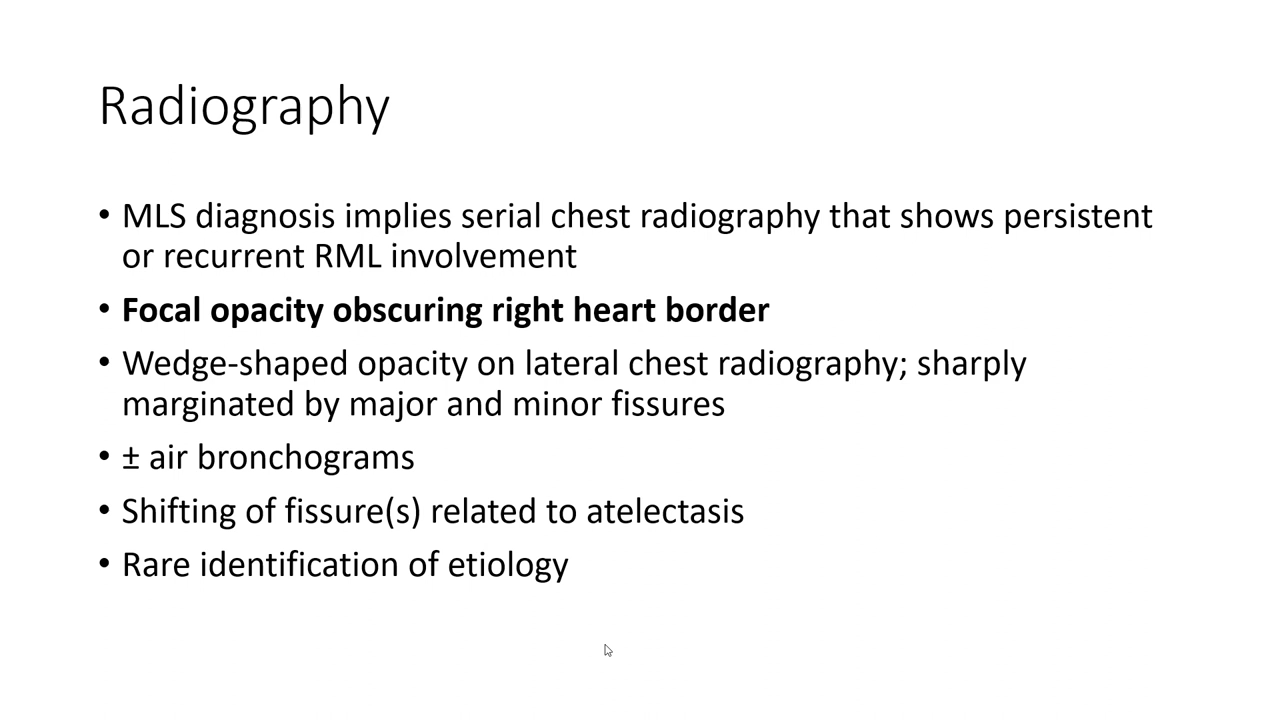 Radiography
• MLS diagnosis implies serial chest radiography that shows persistent
or recurrent RML involvement
• Focal opacity obscuring right heart border
• Wedge-shaped opacity on lateral chest radiography; sharply
marginated by major and minor fissures
• ± air bronchograms
• Shifting of fissure(s) related to atelectasis
• Rare identification of etiology